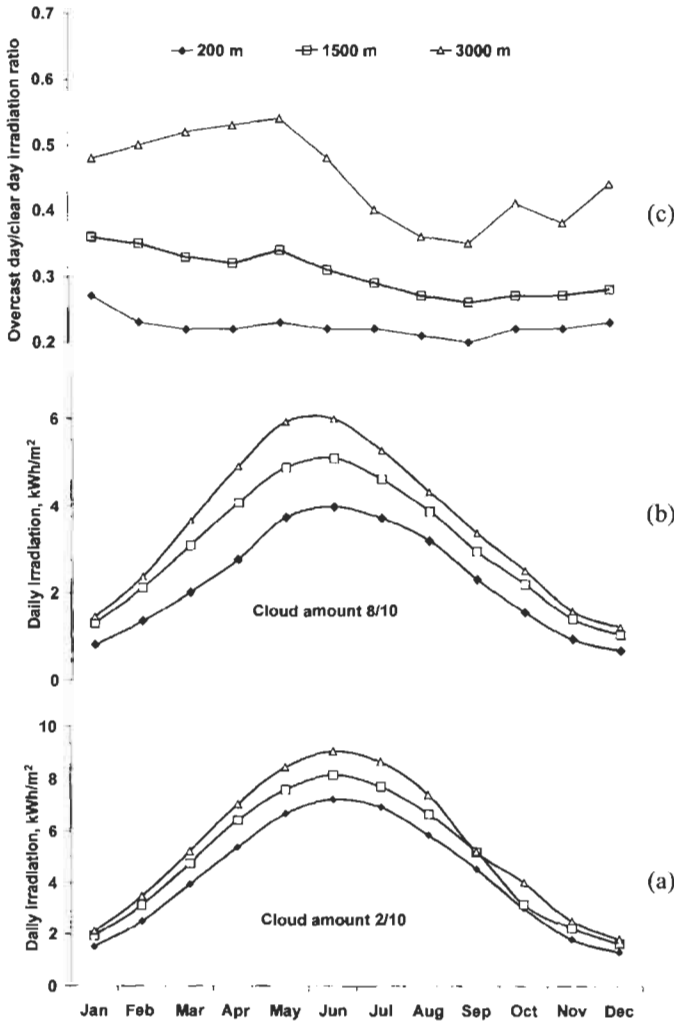 0.7
200 m 1500 m 3000 m
0.6
0.5
0.4
0.3
0.2
Overcast day/clear day irradiation ratio
(c)
6
4
2
0
Daily Irradiation, kWh/m²
Cloud amount 8/10
(b)
10
8
6
4
2
0
Daily Irradiation, kWh/m²
Cloud amount 2/10
(a)
Jan Feb Mar Apr May Jun Jul Aug Sep Oct Nov Dec